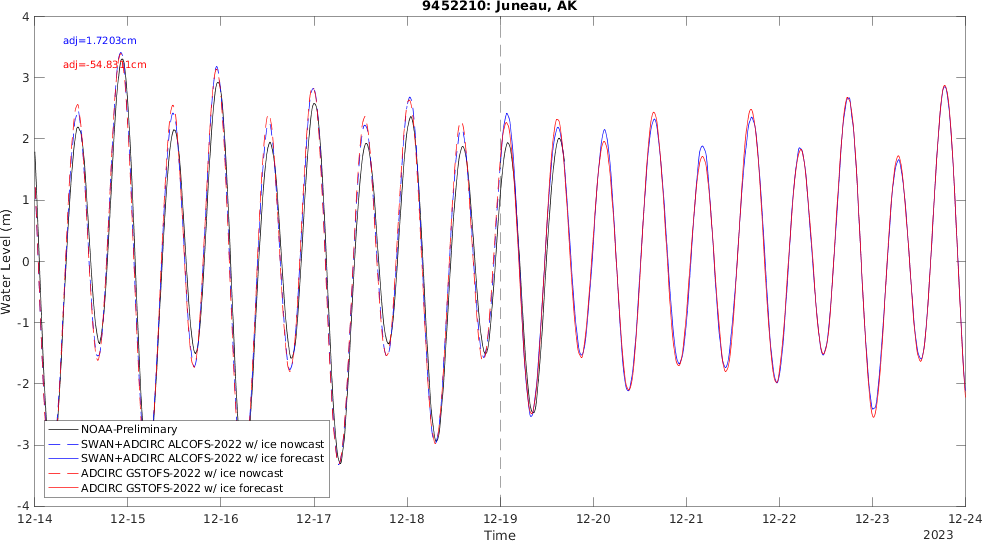 9452210: Juneau, AK
adj=1.7203cm
Water Level (m)
4
3
2
1
0
-1
-2
-3
-4
NOAA-Preliminary
SWAN+ADCIRC ALCOFS-2022 w/ ice nowcast
SWAN+ADCIRC ALCOFS-2022 w/ ice forecast
ADCIRC GSTOFS-2022 w/ ice nowcast
ADCIRC GSTOFS-2022 w/ ice forecast
12-14 12-15 12-16 12-17 12-18 12-19 12-20 12-21 12-22 12-23 12-24
Time
2023